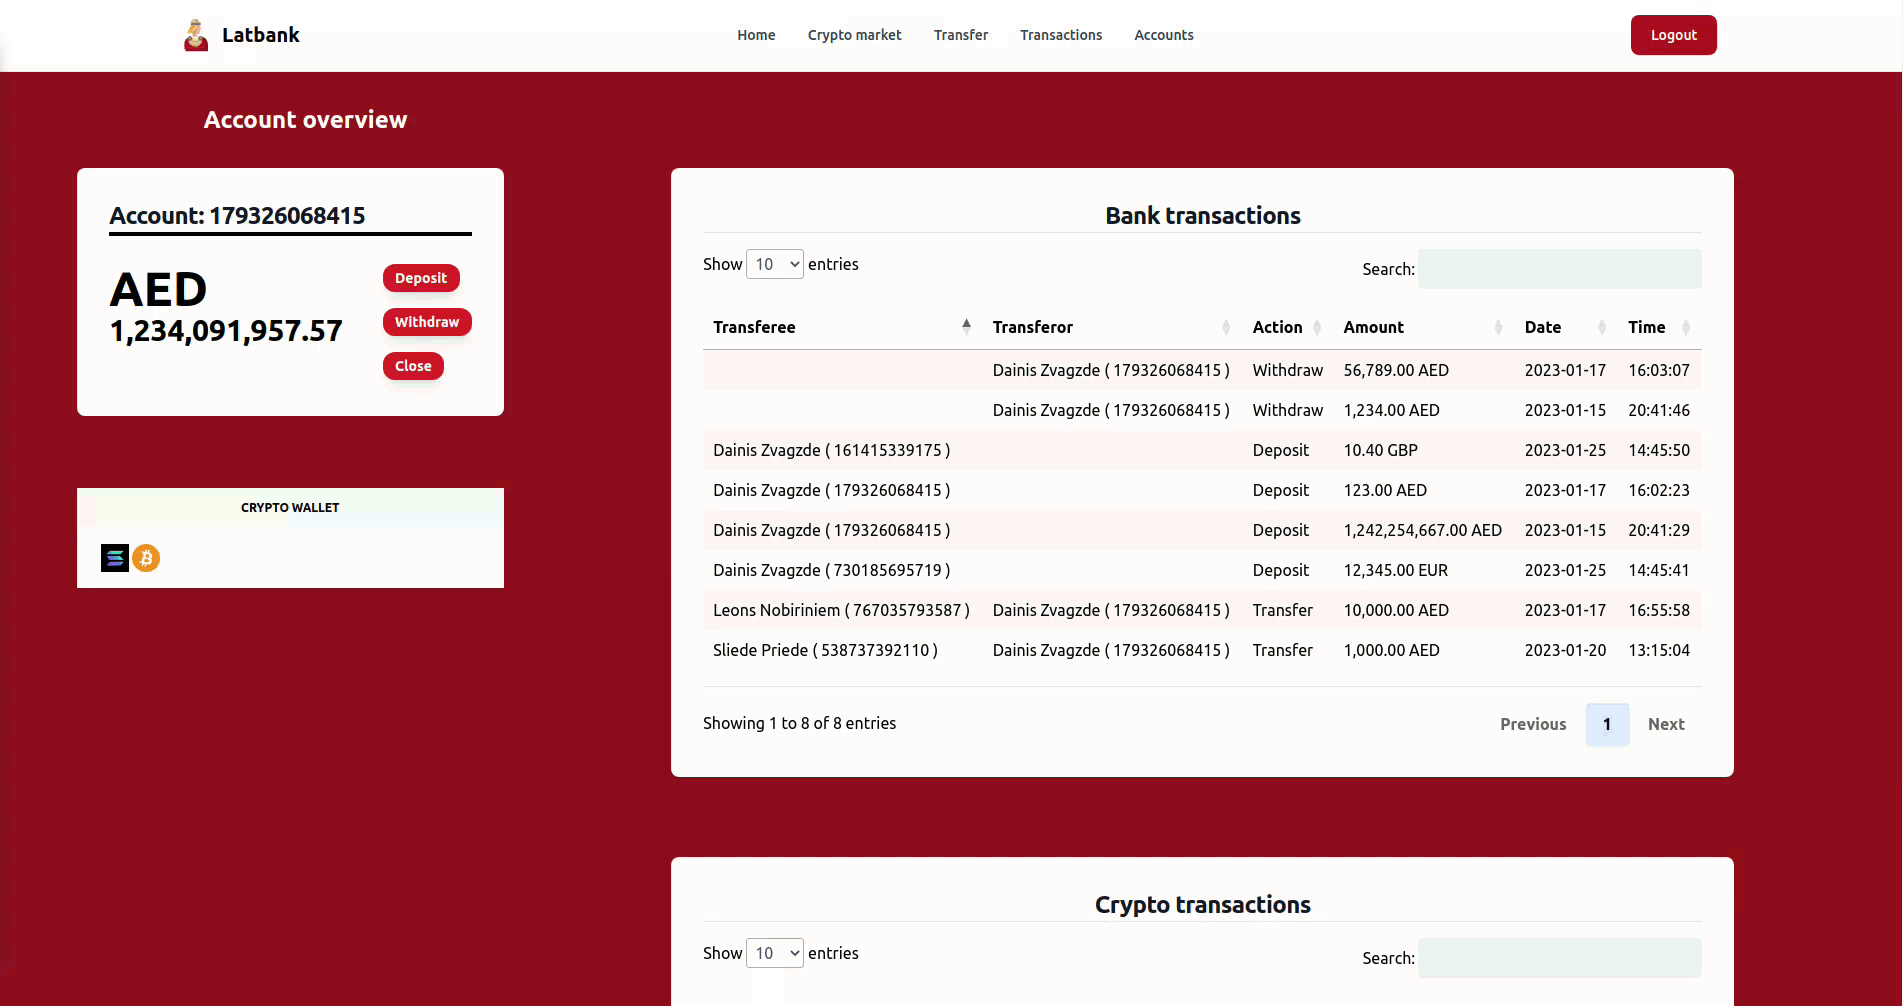 Latbank
Home Crypto market Transfer Transactions Accounts
Logout
Account overview
Account: 179326068415
AED
1,234,091,957.57
Deposit
Withdraw
Close
CRYPTO WALLET
Bank transactions
Show 10 entries
Search:
Transferee Transferor Action Amount Date Time
Dainis Zvagzde ( 179326068415 ) Withdraw 56,789.00 AED 2023-01-17 16:03:07
Dainis Zvagzde ( 179326068415 ) Withdraw 1,234.00 AED 2023-01-15 20:41:46
Dainis Zvagzde ( 161415339175 ) Deposit 10.40 GBP 2023-01-25 14:45:50
Dainis Zvagzde ( 179326068415 ) Deposit 123.00 AED 2023-01-17 16:02:23
Dainis Zvagzde ( 179326068415 ) Deposit 1,242,254,667.00 AED 2023-01-15 20:41:29
Dainis Zvagzde ( 730185695719 ) Deposit 12,345.00 EUR 2023-01-25 14:45:41
Leons Nobiriniem ( 767035793587 ) Dainis Zvagzde ( 179326068415 ) Transfer 10,000.00 AED 2023-01-17 16:55:58
Sliede Priede ( 538737392110 ) Dainis Zvagzde ( 179326068415 ) Transfer 1,000.00 AED 2023-01-20 13:15:04
Showing 1 to 8 of 8 entries
Previous 1 Next
Crypto transactions
Show 10 entries
Search: